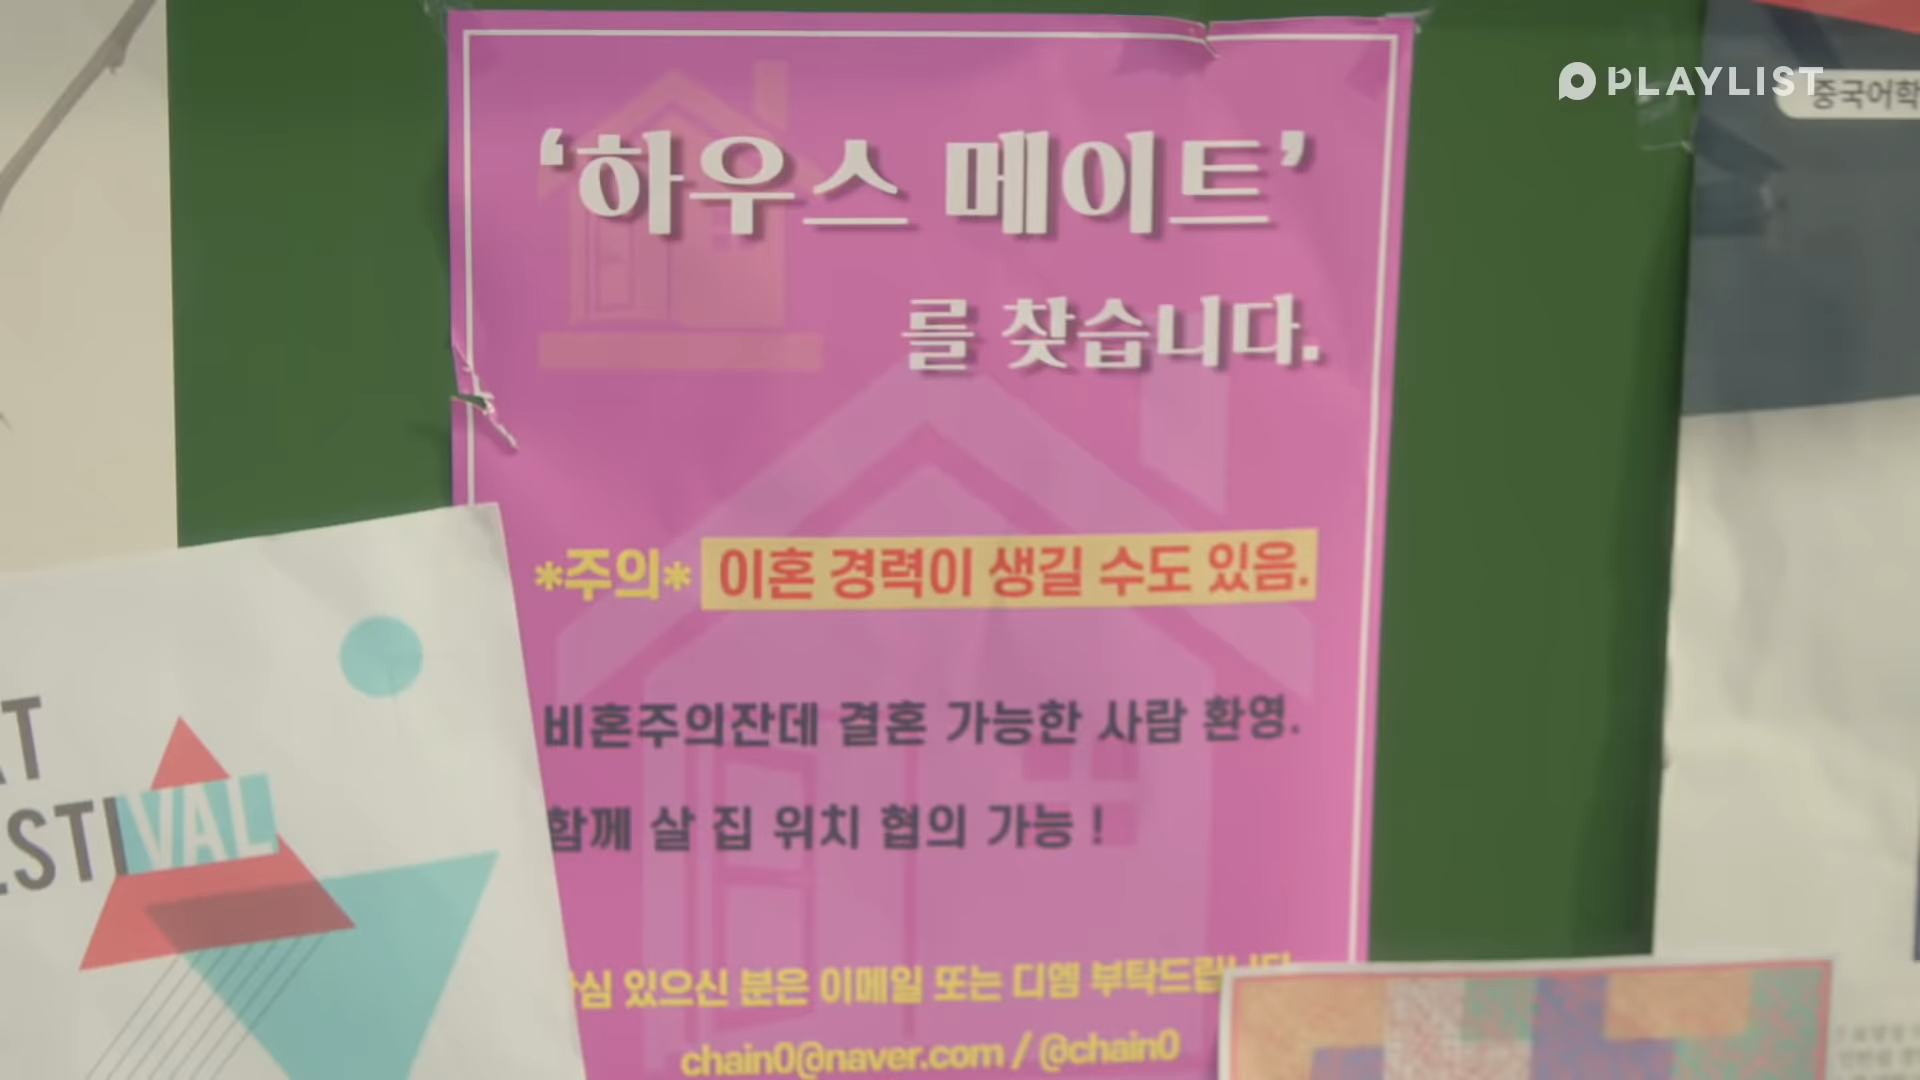 PLAYLIST
중국어학
'하우스 메이트'
를 찾습니다.
*주의* 이혼 경력이 생길 수도 있음.
비혼주의잔데 결혼 가능한 사람 환영.
함께 살 집 위치 협의 가능 !
심 있으신 분은 이메일 또는 디엠 부탁드립니다
chain0@naver.com / @chain0
AT
ESTIVAL